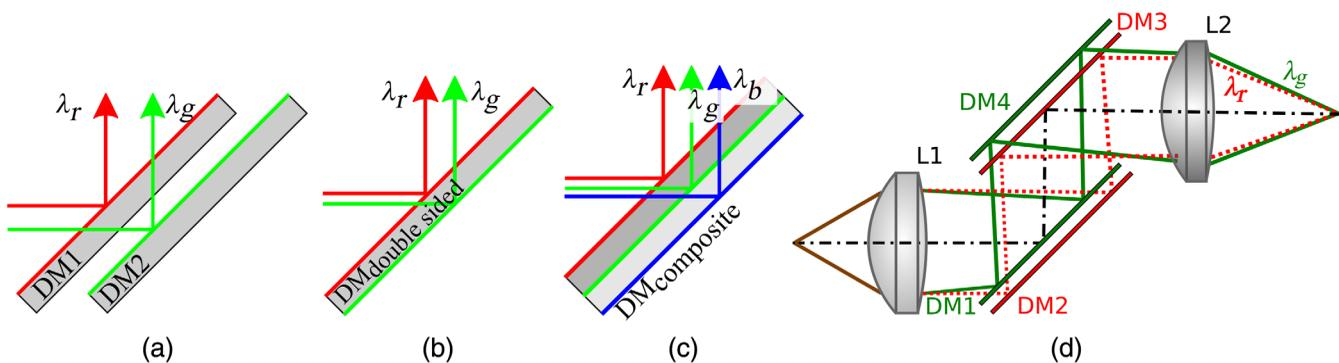 λr
λg
DM1
DM2
(a)
λr
λg
DMdouble sided
(b)
λr
λg
λb
DMcomposite
(c)
DM3
L2
DM4
λr
λg
L1
DM1
DM2
(d)